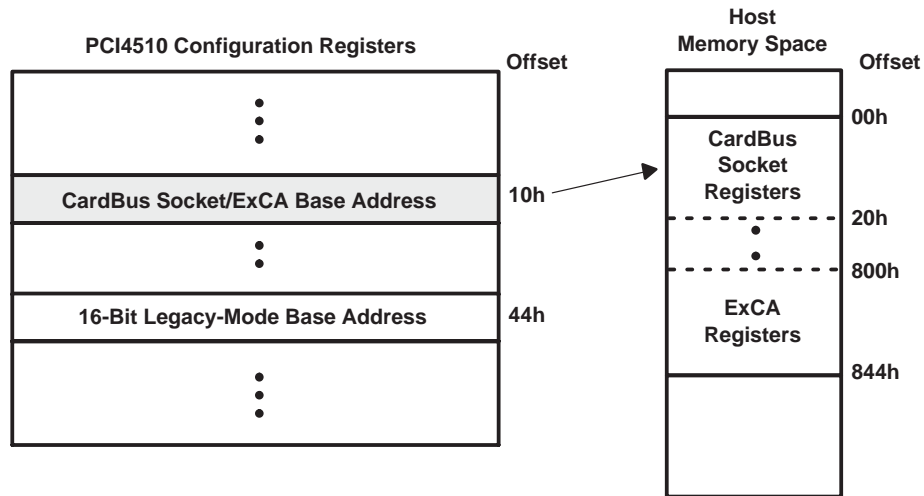 PCI4510 Configuration Registers
Offset
CardBus Socket/ExCA Base Address
10h
16-Bit Legacy-Mode Base Address
44h
Host
Memory Space
Offset
00h
CardBus
Socket
Registers
20h
800h
ExCA
Registers
844h